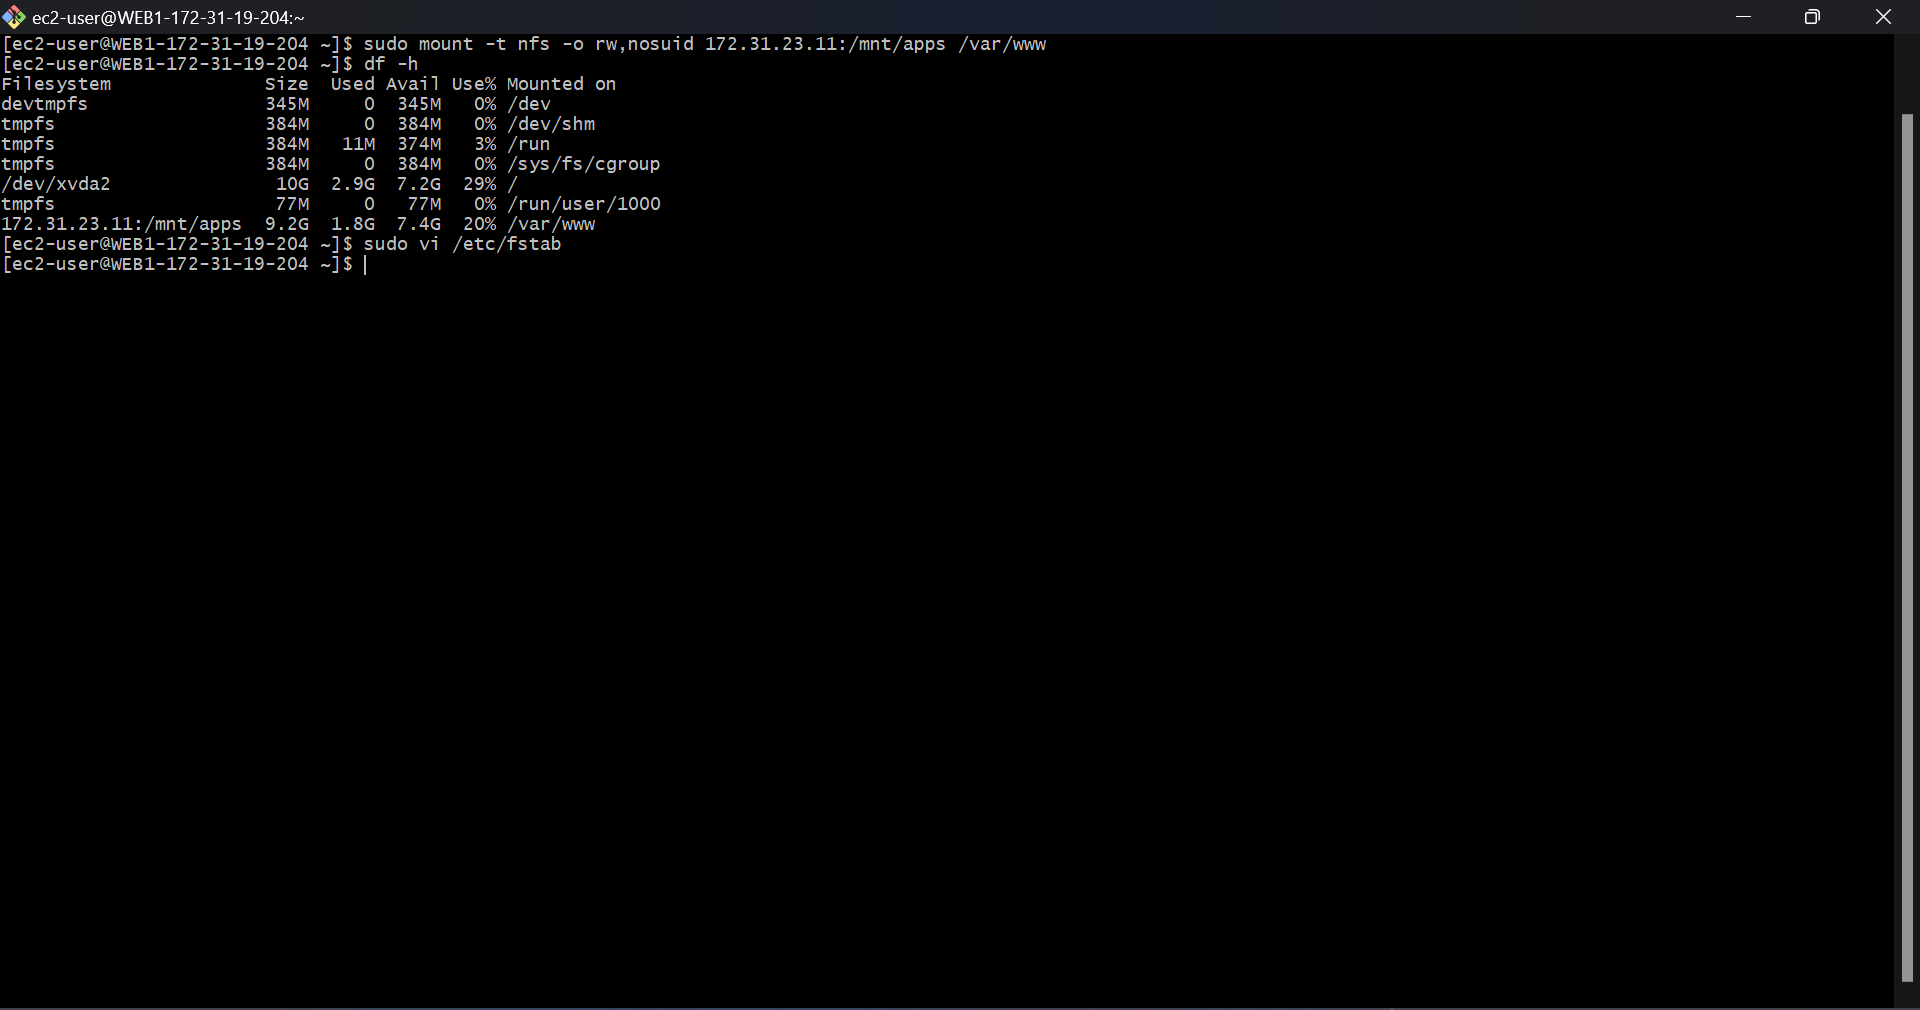 ec2-user@WEB1-172-31-19-204:~
[ec2-user@WEB1-172-31-19-204 ~]$ sudo mount -t nfs -o rw,nosuid 172.31.23.11:/mnt/apps /var/www
[ec2-user@WEB1-172-31-19-204 ~]$ df -h
Filesystem              Size  Used Avail Use% Mounted on
devtmpfs                345M     0  345M   0% /dev
tmpfs                   384M     0  384M   0% /dev/shm
tmpfs                   384M   11M  374M   3% /run
tmpfs                   384M     0  384M   0% /sys/fs/cgroup
/dev/xvda2               10G  2.9G  7.2G  29% /
tmpfs                    77M     0   77M   0% /run/user/1000
172.31.23.11:/mnt/apps  9.2G  1.8G  7.4G  20% /var/www
[ec2-user@WEB1-172-31-19-204 ~]$ sudo vi /etc/fstab
[ec2-user@WEB1-172-31-19-204 ~]$